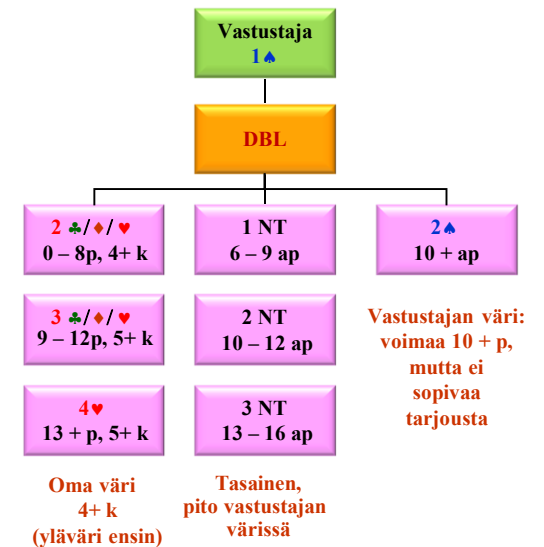 Vastustaja
1♠
DBL
2 ♣/♦/♥
0 – 8p, 4+ k
1 NT
6 – 9 ap
2♠
10 + ap
3 ♣/♦/♥
9 – 12p, 5+ k
2 NT
10 – 12 ap
Vastustajan väri:
voimaa 10 + p,
mutta ei
sopivaa
tarjousta
4♥
13 + p, 5+ k
3 NT
13 – 16 ap
Oma väri
4+ k
(yläväri ensin)
Tasainen,
pito vastustajan
värissä